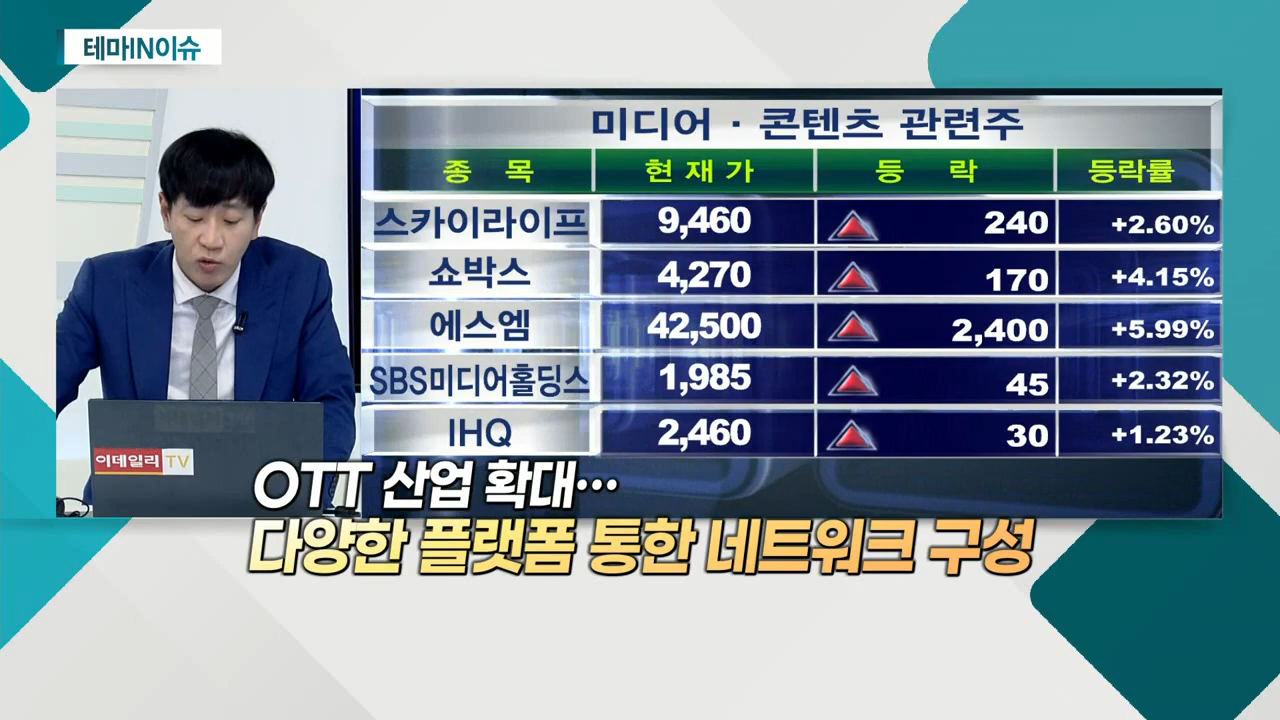 테마IN이슈
미디어 · 콘텐츠 관련주
종 목 현 재 가 등 락 등락률
스카이라이프 9,460 ▲ 240 +2.60%
쇼박스 4,270 ▲ 170 +4.15%
에스엠 42,500 ▲ 2,400 +5.99%
SBS미디어홀딩스 1,985 ▲ 45 +2.32%
IHQ 2,460 ▲ 30 +1.23%
이데일리 TV
OTT 산업 확대…
다양한 플랫폼 통한 네트워크 구성